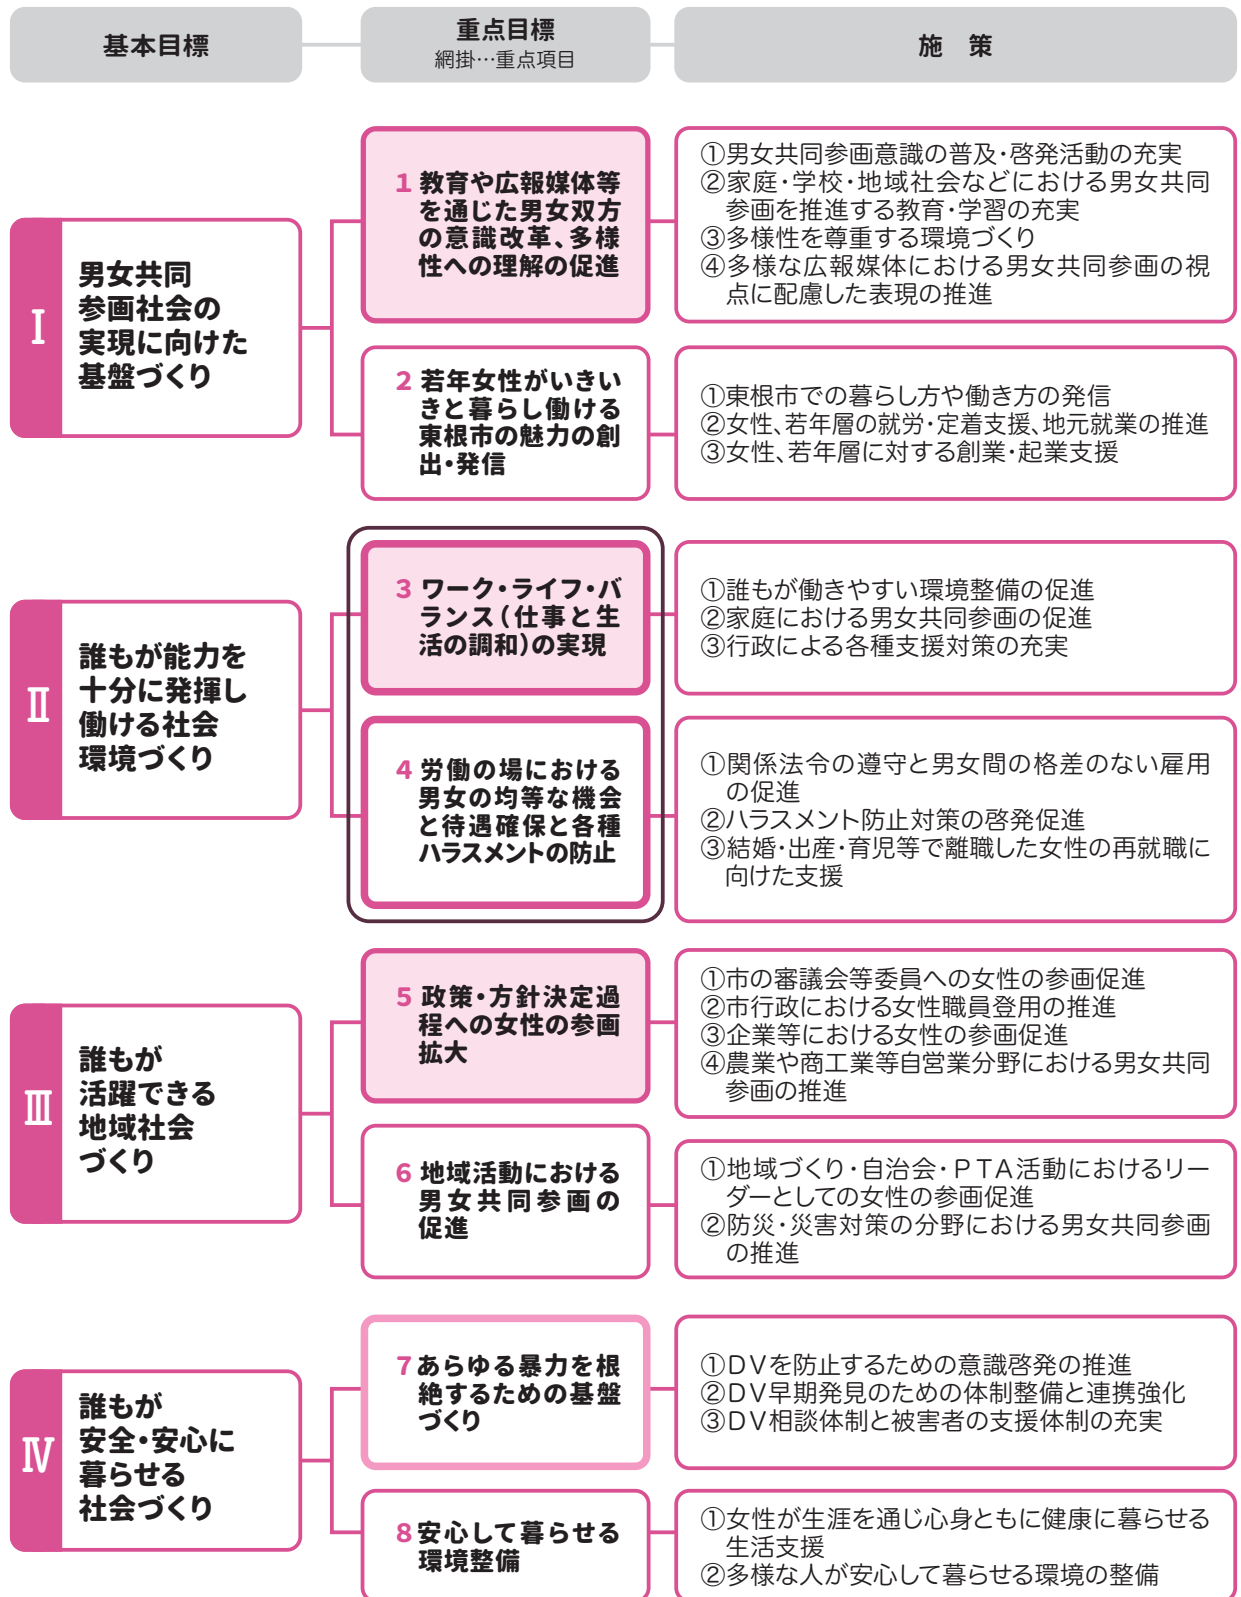 基本目標
重点目標
網掛…重点項目
施 策
Ⅰ
男女共同
参画社会の
実現に向けた
基盤づくり
1 教育や広報媒体等
を通じた男女双方
の意識改革、多様
性への理解の促進
①男女共同参画意識の普及・啓発活動の充実
②家庭・学校・地域社会などにおける男女共同
参画を推進する教育・学習の充実
③多様性を尊重する環境づくり
④多様な広報媒体における男女共同参画の視
点に配慮した表現の推進
2 若年女性がいきい
きと暮らし働ける
東根市の魅力の創
出・発信
①東根市での暮らし方や働き方の発信
②女性、若年層の就労・定着支援、地元就業の推進
③女性、若年層に対する創業・起業支援
Ⅱ
誰もが能力を
十分に発揮し
働ける社会
環境づくり
3 ワーク・ライフ・バ
ランス(仕事と生
活の調和)の実現
①誰もが働きやすい環境整備の促進
②家庭における男女共同参画の促進
③行政による各種支援対策の充実
4 労働の場における
男女の均等な機会
と待遇確保と各種
ハラスメントの防止
①関係法令の遵守と男女間の格差のない雇用
の促進
②ハラスメント防止対策の啓発促進
③結婚・出産・育児等で離職した女性の再就職に
向けた支援
Ⅲ
誰もが
活躍できる
地域社会
づくり
5 政策・方針決定過
程への女性の参画
拡大
①市の審議会等委員への女性の参画促進
②市行政における女性職員登用の推進
③企業等における女性の参画促進
④農業や商工業等自営業分野における男女共同
参画の推進
6 地域活動における
男女共同参画の
促進
①地域づくり・自治会・PTA活動におけるリー
ダーとしての女性の参画促進
②防災・災害対策の分野における男女共同参画
の推進
Ⅳ
誰もが
安全・安心に
暮らせる
社会づくり
7 あらゆる暴力を根
絶するための基盤
づくり
①DVを防止するための意識啓発の推進
②DV早期発見のための体制整備と連携強化
③DV相談体制と被害者の支援体制の充実
8 安心して暮らせる
環境整備
①女性が生涯を通じ心身ともに健康に暮らせる
生活支援
②多様な人が安心して暮らせる環境の整備